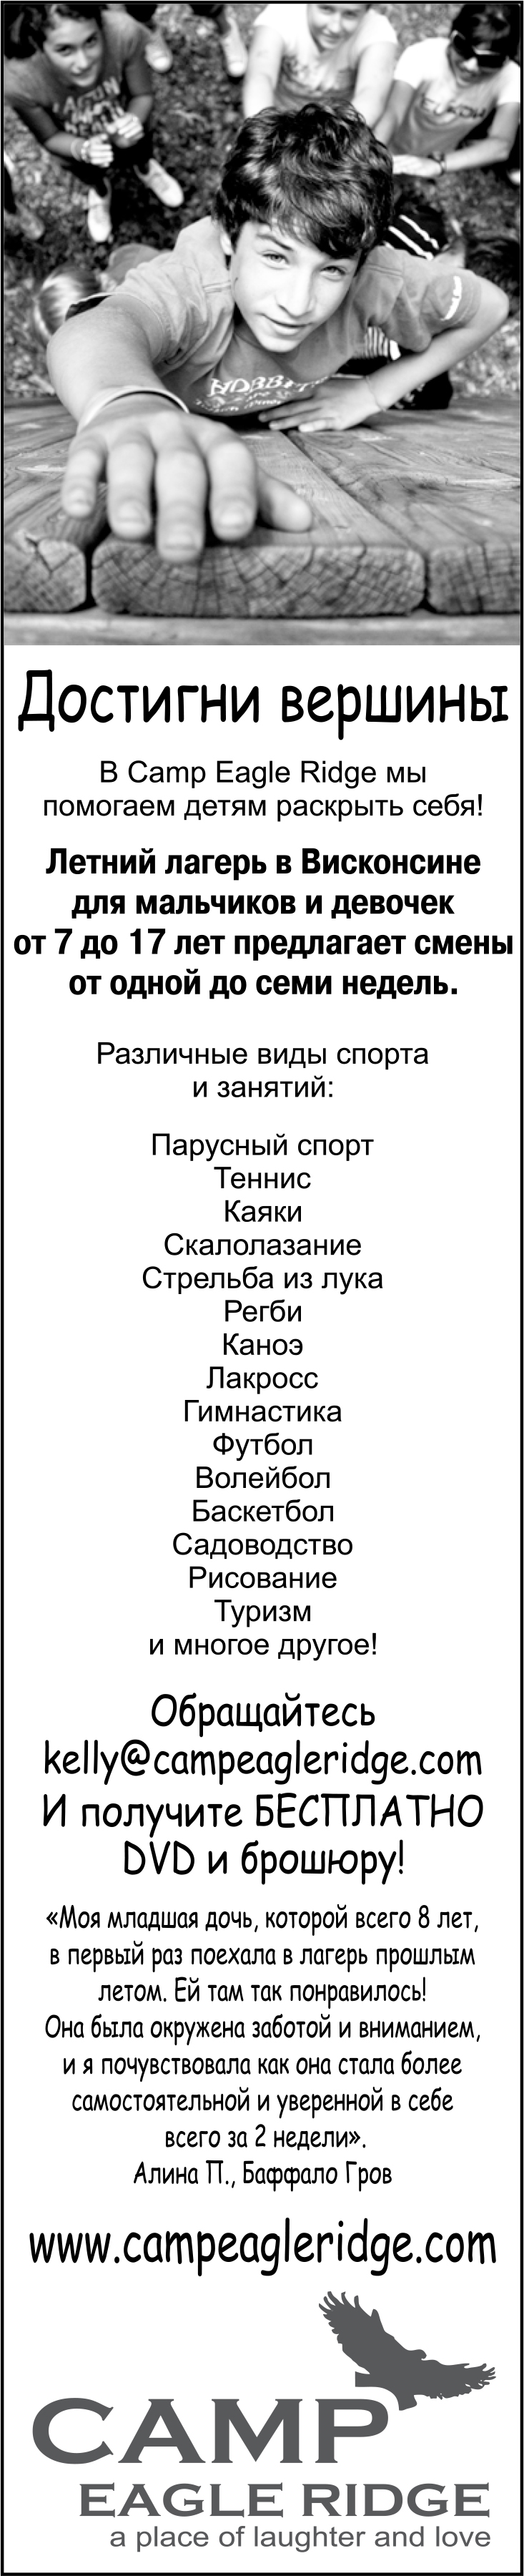 Достигни вершины
В Camp Eagle Ridge мы
помогаем детям раскрыть себя!
Летний лагерь в Висконсине
для мальчиков и девочек
от 7 до 17 лет предлагает смены
от одной до семи недель.
Различные виды спорта
и занятий:
Парусный спорт
Теннис
Каяки
Скалолазание
Стрельба из лука
Регби
Каноэ
Лакросс
Гимнастика
Футбол
Волейбол
Баскетбол
Садоводство
Рисование
Туризм
и многое другое!
Обращайтесь
kelly@campeagleridge.com
И получите БЕСПЛАТНО
DVD и брошюру!
«Моя младшая дочь, которой всего 8 лет,
в первый раз поехала в лагерь прошлым
летом. Ей там так понравилось!
Она была окружена заботой и вниманием,
и я почувствовала как она стала более
самостоятельной и уверенной в себе
всего за 2 недели».
Алина П., Баффало Гров
www.campeagleridge.com
CAMP
EAGLE RIDGE
a place of laughter and love